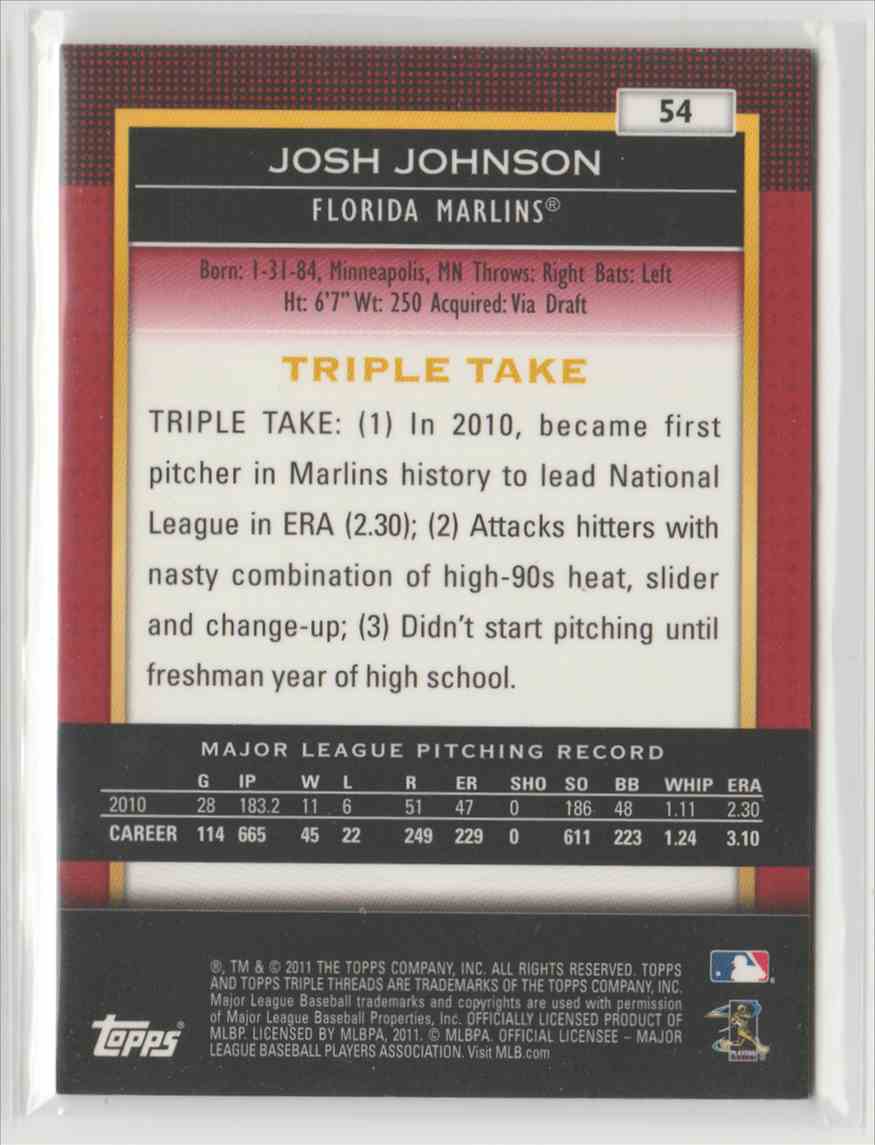 54
JOSH JOHNSON
FLORIDA MARLINS®
Born: 1-31-84, Minneapolis, MN Throws: Right Bats: Left
Ht: 6'7" Wt: 250 Acquired: Via Draft
TRIPLE TAKE
TRIPLE TAKE: (1) In 2010, became first
pitcher in Marlins history to lead National
League in ERA (2.30); (2) Attacks hitters with
nasty combination of high-90s heat, slider
and change-up; (3) Didn't start pitching until
freshman year of high school.
MAJOR LEAGUE PITCHING RECORD
G IP W L R ER SHO SO BB WHIP ERA
2010 28 183.2 11 6 51 47 0 186 48 1.11 2.30
CAREER 114 665 45 22 249 229 0 611 223 1.24 3.10
®, TM & © 2011 THE TOPPS COMPANY, INC. ALL RIGHTS RESERVED. TOPPS
AND TOPPS TRIPLE THREADS ARE TRADEMARKS OF THE TOPPS COMPANY, INC.
Major League Baseball trademarks and copyrights are used with permission
of Major League Baseball Properties, Inc. OFFICIALLY LICENSED PRODUCT OF
MLBP. LICENSED BY MLBPA, 2011. © MLBPA. OFFICIAL LICENSEE – MAJOR
LEAGUE BASEBALL PLAYERS ASSOCIATION. Visit MLB.com
Topps®